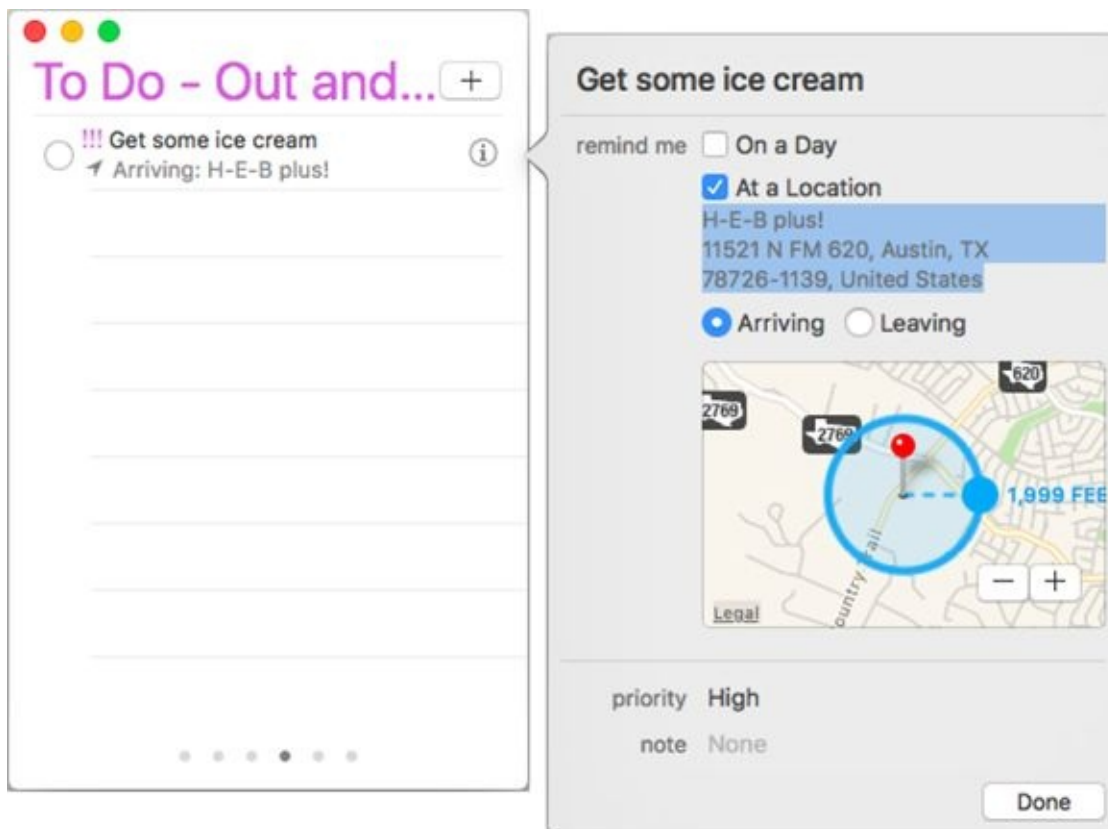 To Do - Out and...
+
!!! Get some ice cream
Arriving: H-E-B plus!
Get some ice cream
remind me On a Day
At a Location
H-E-B plus!
11521 N FM 620, Austin, TX
78726-1139, United States
Arriving Leaving
620
2769
2769
1,999 FEE
ountry Trail
− +
Legal
priority High
note None
Done